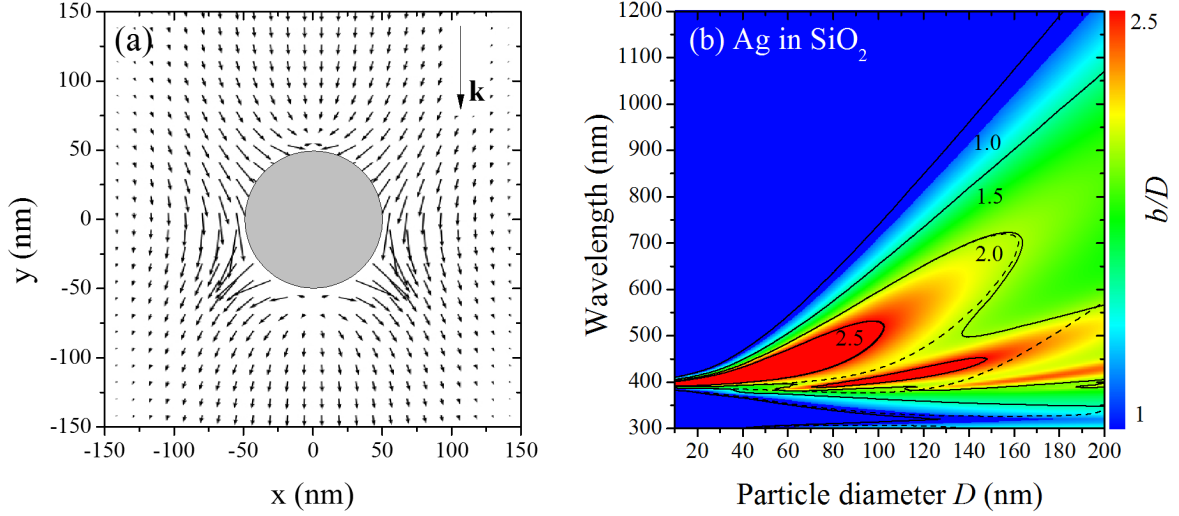 (a)
k
150
100
50
0
-50
-100
-150
-150 -100 -50 0 50 100 150
y (nm)
x (nm)
(b) Ag in SiO2
1200
1100
1000
900
800
700
600
500
400
300
20 40 60 80 100 120 140 160 180 200
Wavelength (nm)
Particle diameter D (nm)
1.0
1.5
2.0
2.5
2.5
b/D
1